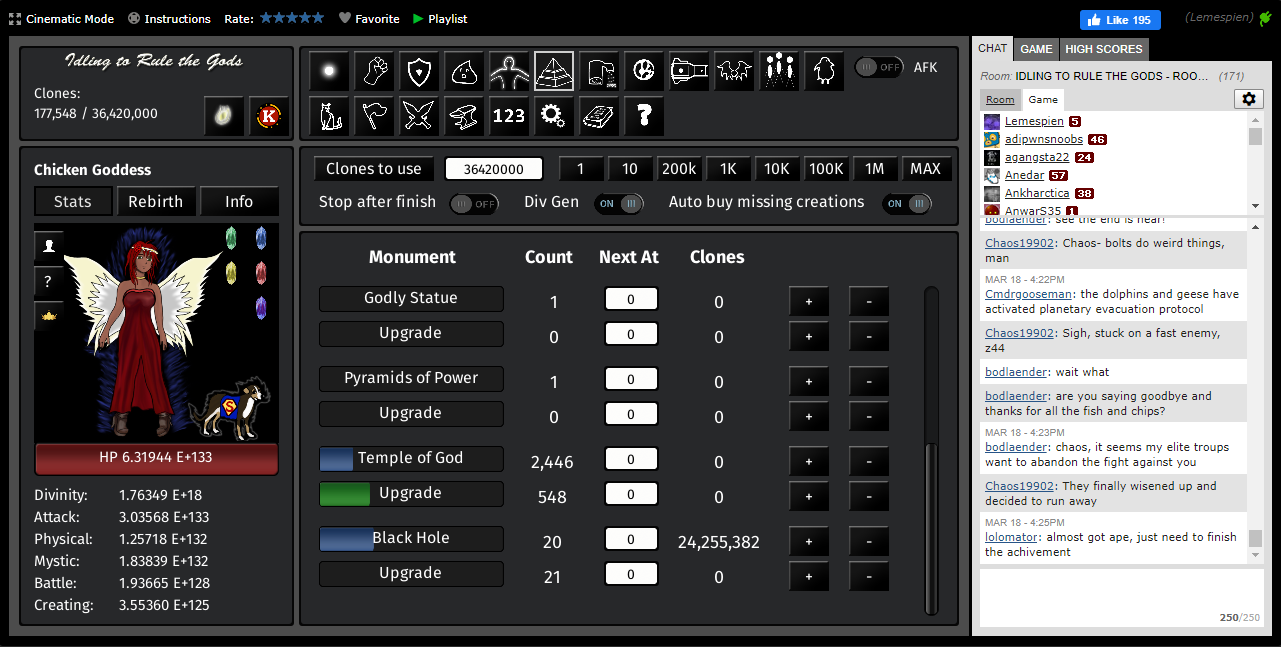 Cinematic Mode Instructions Rate: Favorite Playlist
Like 195
(Lemespien)
Idling to Rule the Gods
Clones:
177,548 / 36,420,000
K
123
?
OFF AFK
Chicken Goddess
Stats Rebirth Info
?
S
HP 6.31944 E+133
Divinity: 1.76349 E+18
Attack: 3.03568 E+133
Physical: 1.25718 E+132
Mystic: 1.83839 E+132
Battle: 1.93665 E+128
Creating: 3.55360 E+125
Clones to use 36420000 1 10 200k 1K 10K 100K 1M MAX
Stop after finish OFF Div Gen ON Auto buy missing creations ON
Monument Count Next At Clones
Godly Statue 1 0 0 + -
Upgrade 0 0 0 + -
Pyramids of Power 1 0 0 + -
Upgrade 0 0 0 + -
Temple of God 2,446 0 0 + -
Upgrade 548 0 0 + -
Black Hole 20 0 24,255,382 + -
Upgrade 21 0 0 + -
CHAT GAME HIGH SCORES
Room: IDLING TO RULE THE GODS - ROO... (171)
Room Game
Lemespien 5
adipwnsnoobs 46
agangsta22 24
Anedar 57
Ankharctica 38
AnwarS35 1
bodlaender: see the end is near!
Chaos19902: Chaos- bolts do weird things,
man
MAR 18 - 4:22PM
Cmdrgooseman: the dolphins and geese have
activated planetary evacuation protocol
Chaos19902: Sigh, stuck on a fast enemy,
z44
bodlaender: wait what
bodlaender: are you saying goodbye and
thanks for all the fish and chips?
MAR 18 - 4:23PM
bodlaender: chaos, it seems my elite troups
want to abandon the fight against you
Chaos19902: They finally wisened up and
decided to run away
MAR 18 - 4:25PM
lolomator: almost got ape, just need to finish
the achivement
250/250